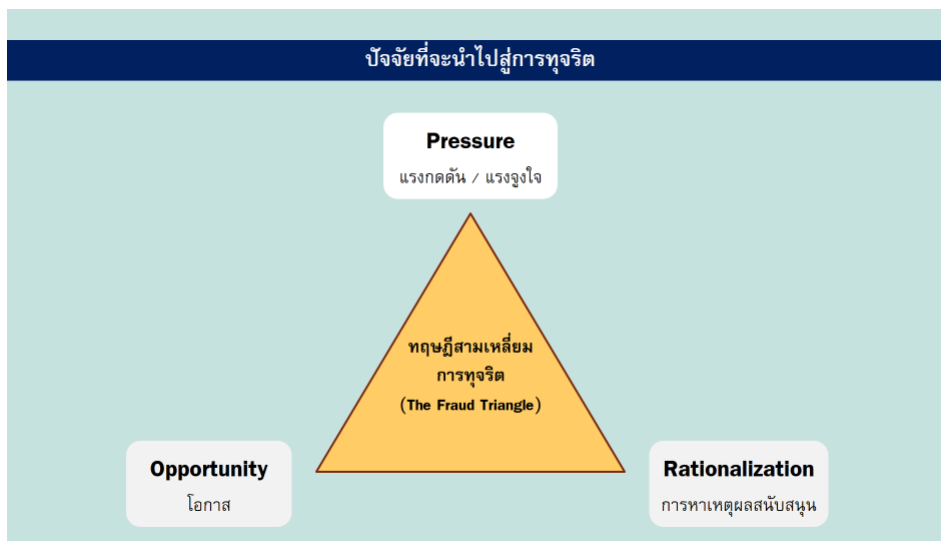 ปัจจัยที่จะนำไปสู่การทุจริต
Pressure
แรงกดดัน / แรงจูงใจ
ทฤษฎีสามเหลี่ยม
การทุจริต
(The Fraud Triangle)
Opportunity
โอกาส
Rationalization
การหาเหตุผลสนับสนุน